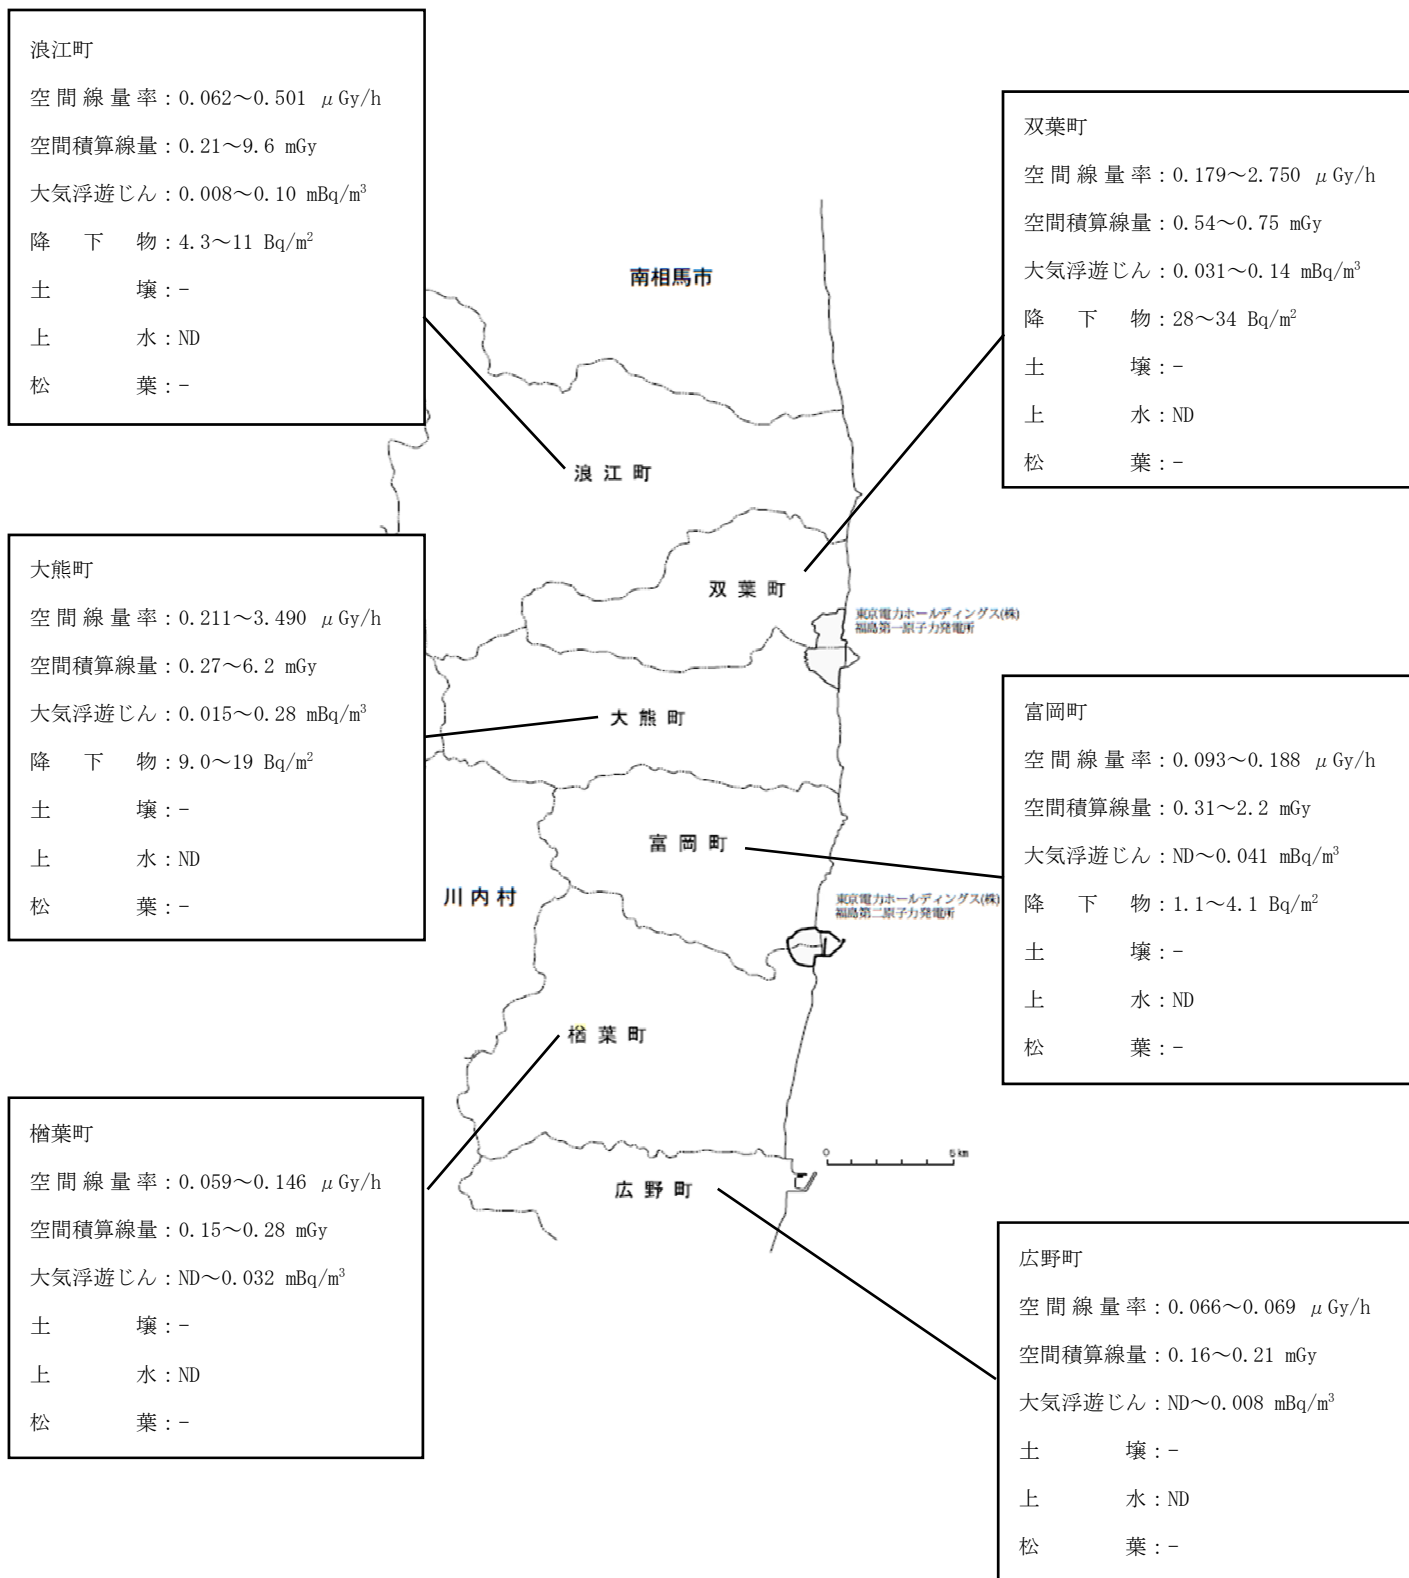 浪江町
空間線量率：0.062～0.501 μGy/h
空間積算線量：0.21～9.6 mGy
大気浮遊じん：0.008～0.10 mBq/m³
降下物：4.3～11 Bq/m²
土壌：-
上水：ND
松葉：-
双葉町
空間線量率：0.179～2.750 μGy/h
空間積算線量：0.54～0.75 mGy
大気浮遊じん：0.031～0.14 mBq/m³
降下物：28～34 Bq/m²
土壌：-
上水：ND
松葉：-
南相馬市
浪江町
双葉町
東京電力ホールディングス(株)
福島第一原子力発電所
大熊町
大熊町
空間線量率：0.211～3.490 μGy/h
空間積算線量：0.27～6.2 mGy
大気浮遊じん：0.015～0.28 mBq/m³
降下物：9.0～19 Bq/m²
土壌：-
上水：ND
松葉：-
富岡町
空間線量率：0.093～0.188 μGy/h
空間積算線量：0.31～2.2 mGy
大気浮遊じん：ND～0.041 mBq/m³
降下物：1.1～4.1 Bq/m²
土壌：-
上水：ND
松葉：-
富岡町
川内村
東京電力ホールディングス(株)
福島第二原子力発電所
楢葉町
広野町
0 5km
楢葉町
空間線量率：0.059～0.146 μGy/h
空間積算線量：0.15～0.28 mGy
大気浮遊じん：ND～0.032 mBq/m³
土壌：-
上水：ND
松葉：-
広野町
空間線量率：0.066～0.069 μGy/h
空間積算線量：0.16～0.21 mGy
大気浮遊じん：ND～0.008 mBq/m³
土壌：-
上水：ND
松葉：-